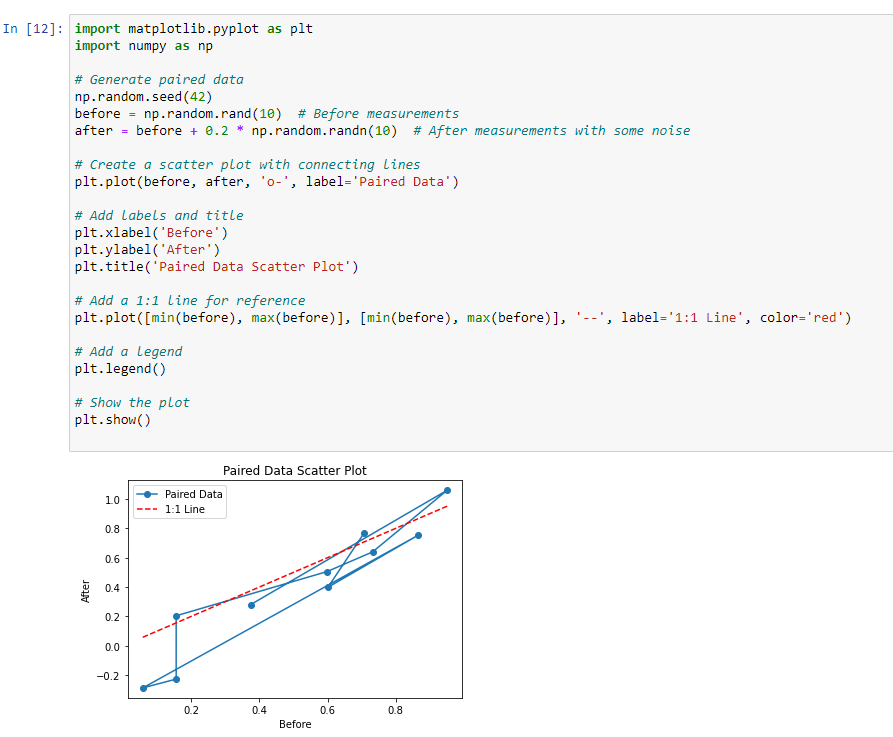 In [12]:
import matplotlib.pyplot as plt
import numpy as np
# Generate paired data
np.random.seed(42)
before = np.random.rand(10)  # Before measurements
after = before + 0.2 * np.random.randn(10)  # After measurements with some noise
# Create a scatter plot with connecting lines
plt.plot(before, after, 'o-', label='Paired Data')
# Add labels and title
plt.xlabel('Before')
plt.ylabel('After')
plt.title('Paired Data Scatter Plot')
# Add a 1:1 line for reference
plt.plot([min(before), max(before)], [min(before), max(before)], '--', label='1:1 Line', color='red')
# Add a legend
plt.legend()
# Show the plot
plt.show()
Paired Data Scatter Plot
Paired Data
1:1 Line
1.0
0.8
0.6
0.4
0.2
0.0
−0.2
After
0.2 0.4 0.6 0.8
Before